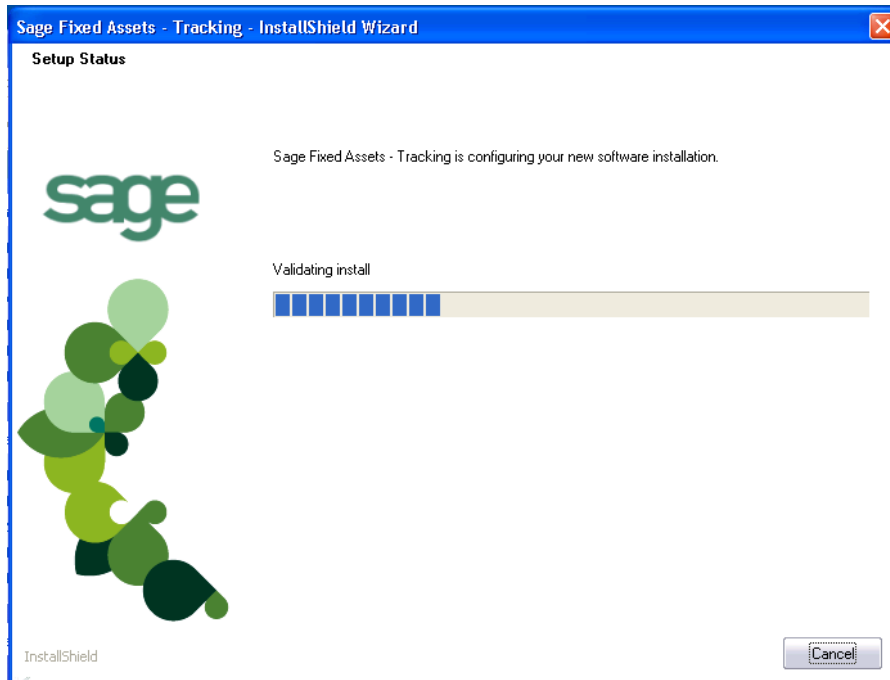 Sage Fixed Assets - Tracking - InstallShield Wizard
Setup Status
Sage Fixed Assets - Tracking is configuring your new software installation.
sage
Validating install
InstallShield
Cancel